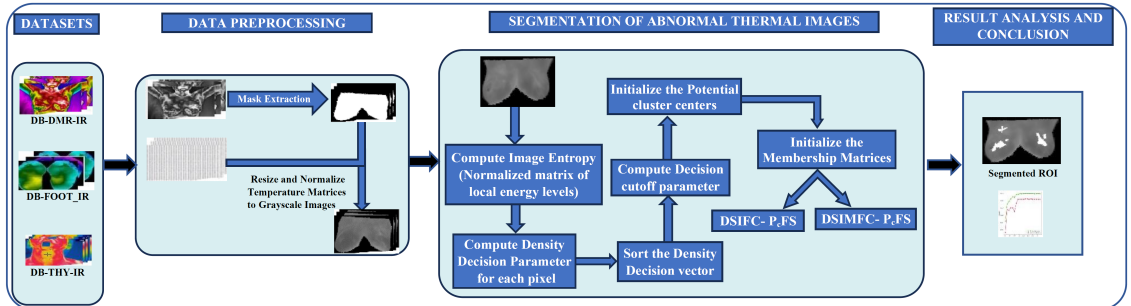 DATASETS
DATA PREPROCESSING
SEGMENTATION OF ABNORMAL THERMAL IMAGES
RESULT ANALYSIS AND
CONCLUSION
DB-DMR-IR
DB-FOOT_IR
DB-THY-IR
Mask Extraction
Resize and Normalize
Temperature Matrices
to Grayscale Images
Compute Image Entropy
(Normalized matrix of
local energy levels)
Compute Density
Decision Parameter
for each pixel
Sort the Density
Decision vector
Compute Decision
cutoff parameter
Initialize the Potential
cluster centers
Initialize the
Membership Matrices
DSIFC- PcFS
DSIMFC- PcFS
Segmented ROI